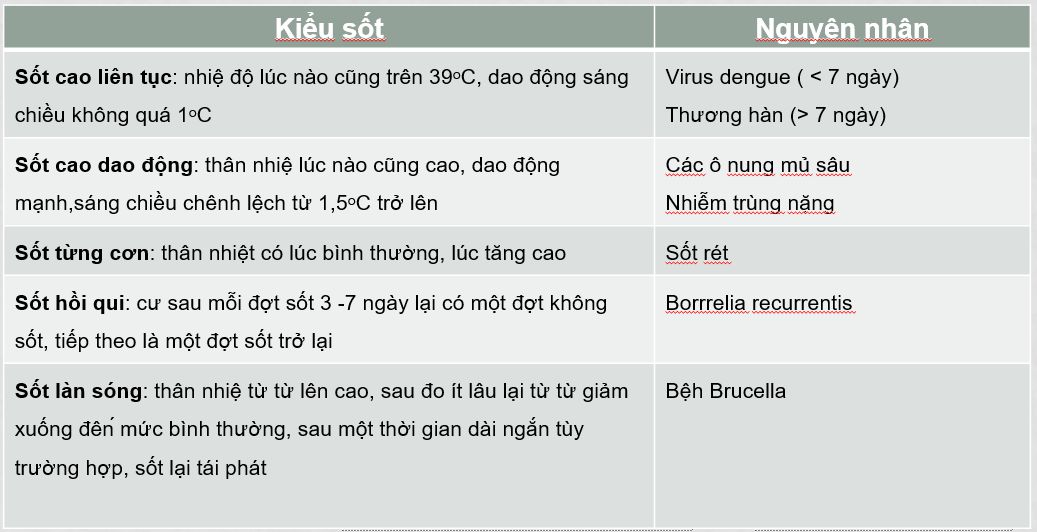 Kiểu sốt
Nguyên nhân
Sốt cao liên tục: nhiệ độ lúc nào cũng trên 39ºC, dao động sáng
chiều không quá 1ºC
Virus dengue ( < 7 ngày)
Thương hàn (> 7 ngày)
Sốt cao dao động: thân nhiệ lúc nào cũng cao, dao động
mạnh,sáng chiều chênh lệch từ 1,5ºC trở lên
Các ô nung mủ sâu
Nhiễm trùng nặng
Sốt từng cơn: thân nhiệt có lúc bình thường, lúc tăng cao
Sốt rét
Sốt hồi qui: cư sau mỗi đợt sốt 3 -7 ngày lại có một đợt không
sốt, tiếp theo là một đợt sốt trở lại
Borrrelia recurrentis
Sốt làn sóng: thân nhiệ từ từ lên cao, sau đo ít lâu lại từ từ giảm
xuống đến mức bình thường, sau một thời gian dài ngắn tùy
trường hợp, sốt lại tái phát
Bệh Brucella